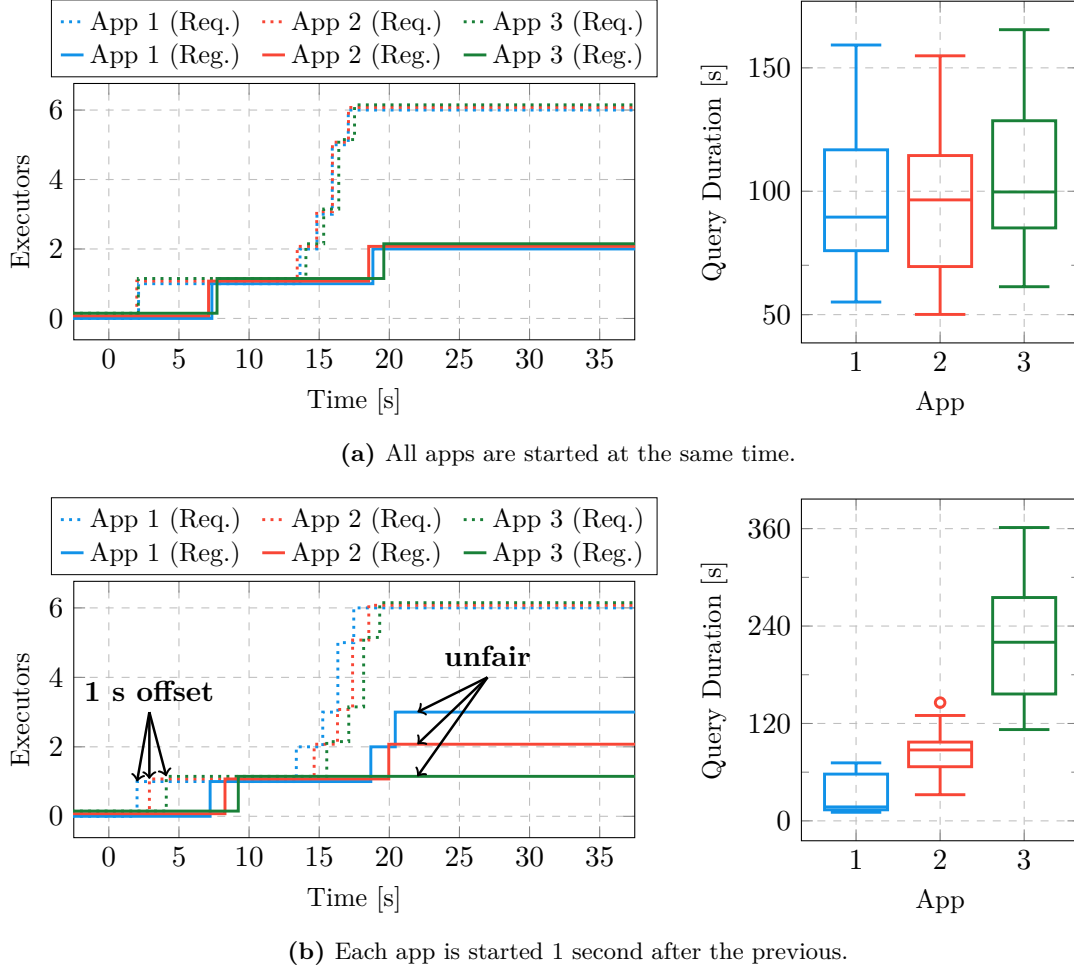 App 1 (Req.) App 2 (Req.) App 3 (Req.)
App 1 (Reg.) App 2 (Reg.) App 3 (Reg.)
Executors
6
4
2
0
0 5 10 15 20 25 30 35
Time [s]
Query Duration [s]
150
100
50
1 2 3
App
(a) All apps are started at the same time.
App 1 (Req.) App 2 (Req.) App 3 (Req.)
App 1 (Reg.) App 2 (Reg.) App 3 (Reg.)
Executors
6
4
2
0
unfair
1 s offset
0 5 10 15 20 25 30 35
Time [s]
Query Duration [s]
360
240
120
0
1 2 3
App
(b) Each app is started 1 second after the previous.